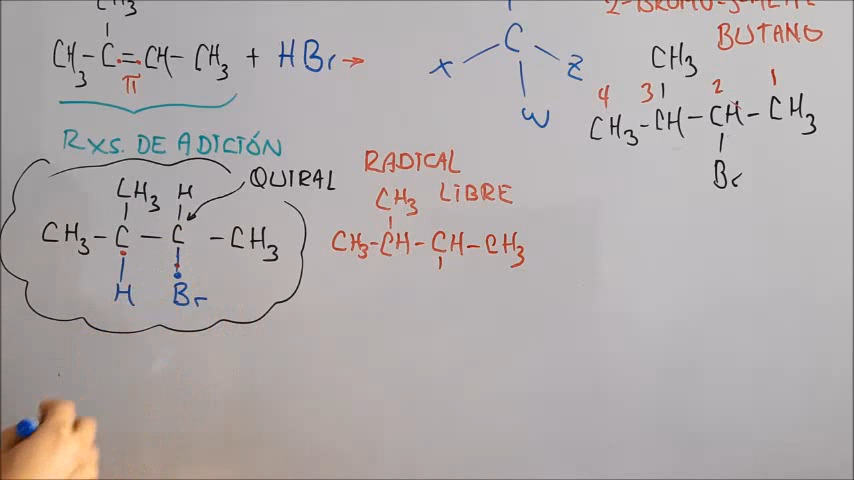 CH3
CH3-C=CH-CH3 + HBr→
π
RXS. DE ADICIÓN
C
X
Z
W
BUTANO
CH3
4 3 2 1
CH3-CH-CH-CH3
Br
QUIRAL
CH3 H
CH3-C-C-CH3
H Br
RADICAL
LIBRE
CH3
CH3-CH-CH-CH3